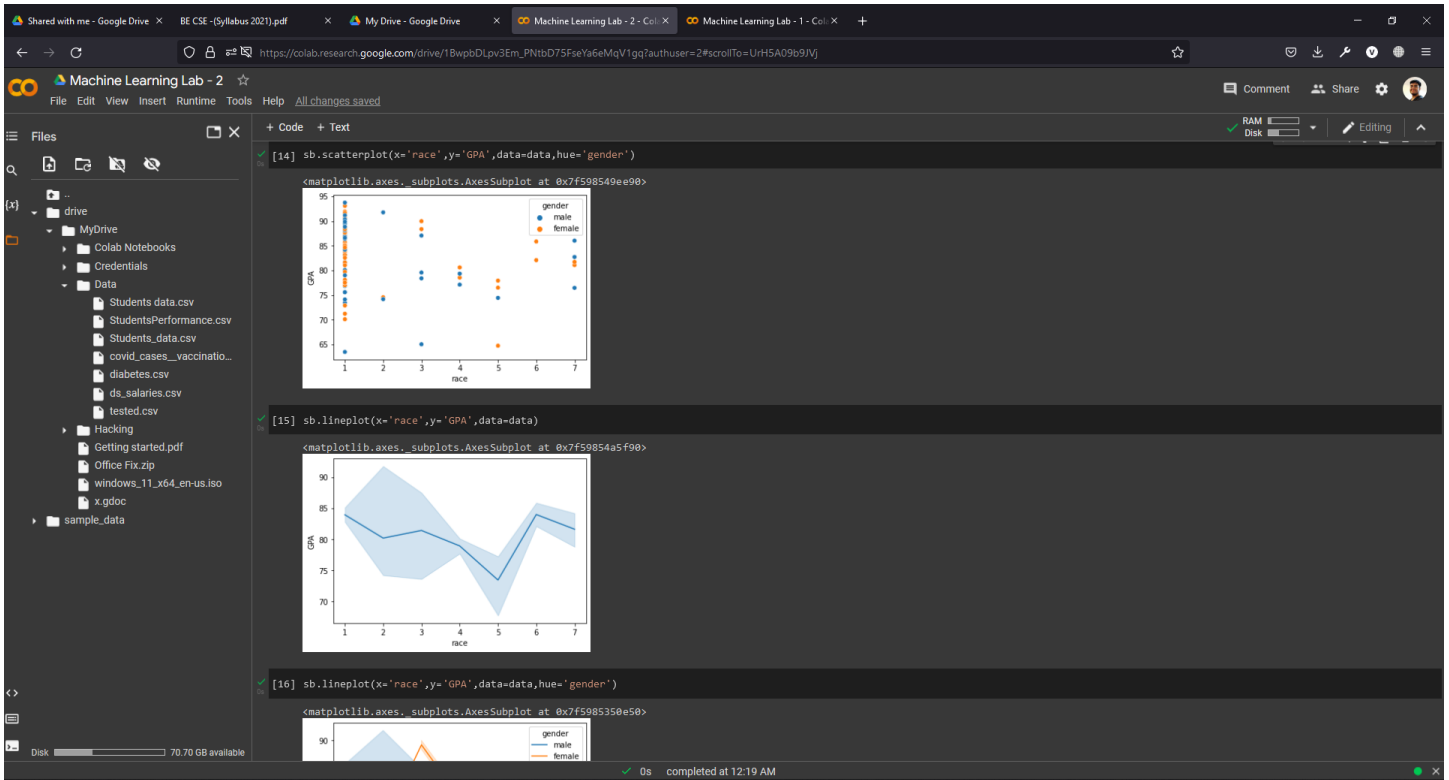 Shared with me - Google Drive
BE CSE -(Syllabus 2021).pdf
My Drive - Google Drive
Machine Learning Lab - 2 - Col
Machine Learning Lab - 1 - Col
https://colab.research.google.com/drive/1BwpbDLpv3Em_PNtbD75FseYa6eMqV1gq?authuser=2#scrollTo=UrH5A09b9JVj
CO Machine Learning Lab - 2
File Edit View Insert Runtime Tools Help All changes saved
Comment Share
Files
+ Code + Text
RAM
Disk
Editing
..
drive
MyDrive
Colab Notebooks
Credentials
Data
Students data.csv
StudentsPerformance.csv
Students_data.csv
covid_cases__vaccinatio...
diabetes.csv
ds_salaries.csv
tested.csv
Hacking
Getting started.pdf
Office Fix.zip
windows_11_x64_en-us.iso
x.gdoc
sample_data
{x}
Disk 70.70 GB available
0s [14] sb.scatterplot(x='race',y='GPA',data=data,hue='gender')
<matplotlib.axes._subplots.AxesSubplot at 0x7f598549ee90>
gender
male
female
95
90
85
80
75
70
65
GPA
1 2 3 4 5 6 7
race
0s [15] sb.lineplot(x='race',y='GPA',data=data)
<matplotlib.axes._subplots.AxesSubplot at 0x7f59854a5f90>
90
85
80
75
70
GPA
1 2 3 4 5 6 7
race
0s [16] sb.lineplot(x='race',y='GPA',data=data,hue='gender')
<matplotlib.axes._subplots.AxesSubplot at 0x7f5985350e50>
90
gender
male
female
0s completed at 12:19 AM